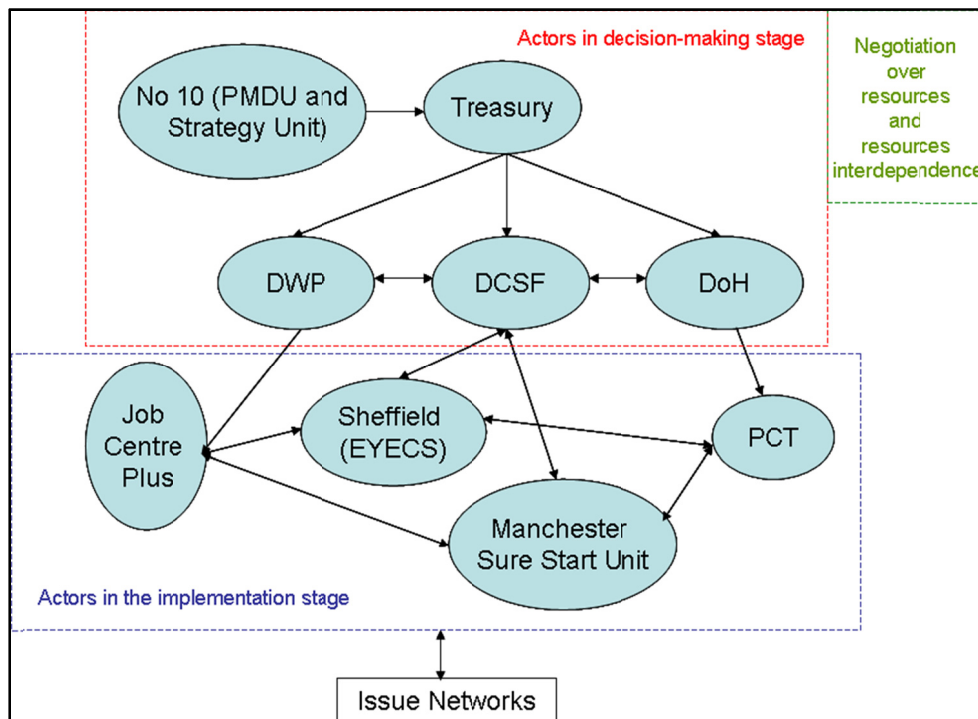 Actors in decision-making stage
Negotiation
over
resources
and
resources
interdependence
No 10 (PMDU and
Strategy Unit)
Treasury
DWP
DCSF
DoH
Job
Centre
Plus
Sheffield
(EYECS)
PCT
Manchester
Sure Start Unit
Actors in the implementation stage
Issue Networks